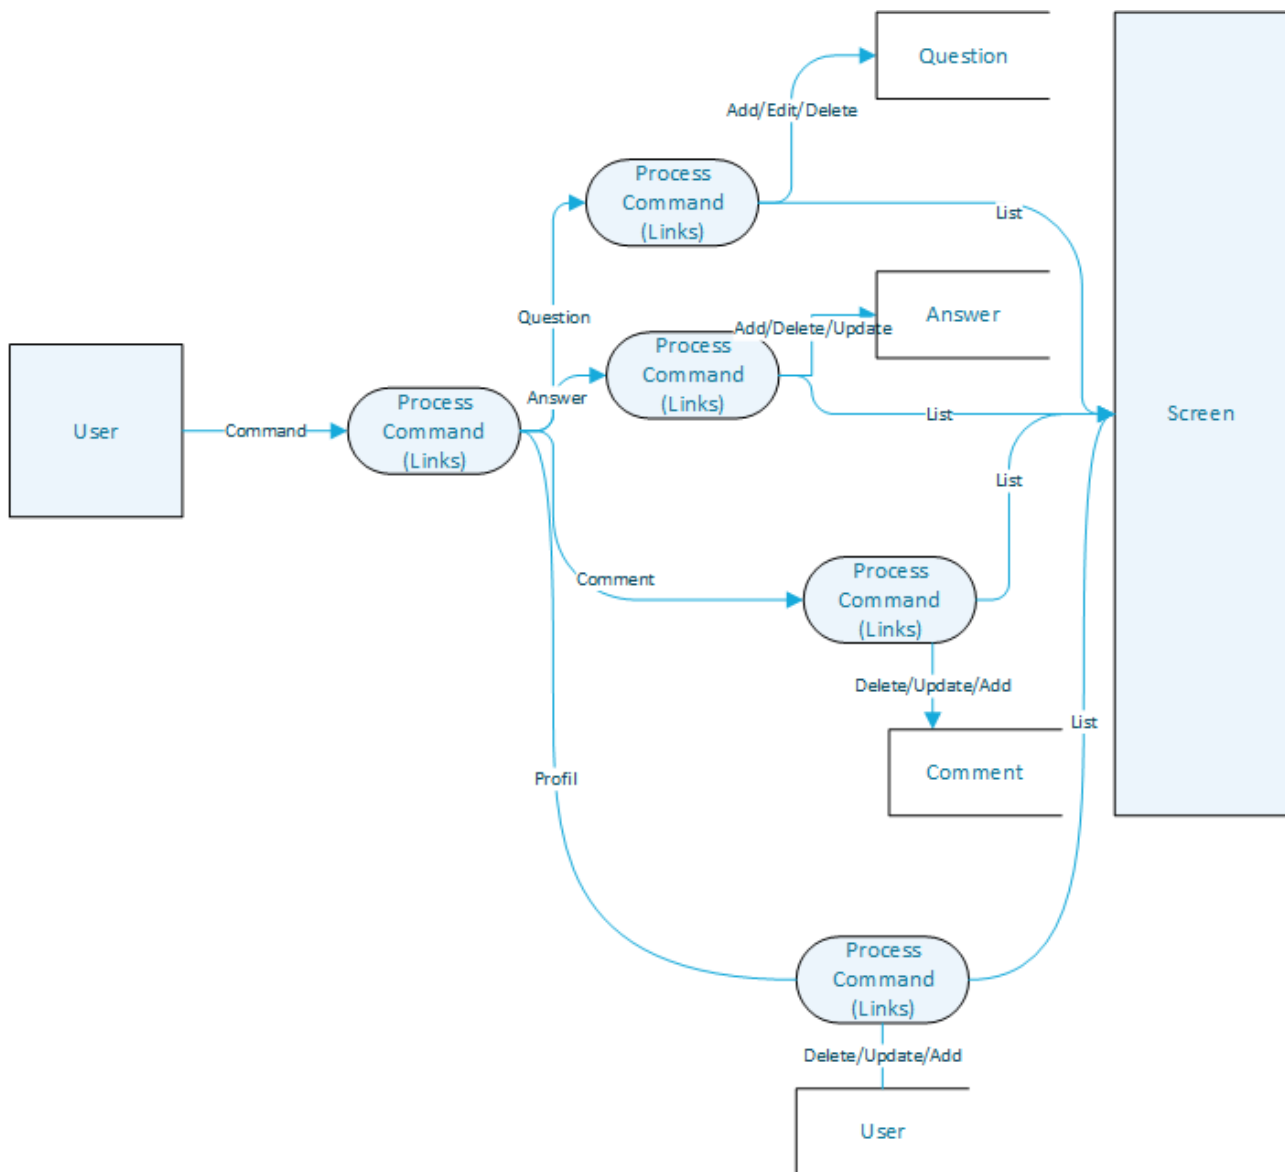 Question
Add/Edit/Delete
Process
Command
(Links)
List
Question
Answer
Add/Delete/Update
Process
Command
(Links)
Answer
List
User
Command
Process
Command
(Links)
Screen
List
Comment
Process
Command
(Links)
Delete/Update/Add
List
Comment
Profil
Process
Command
(Links)
Delete/Update/Add
User